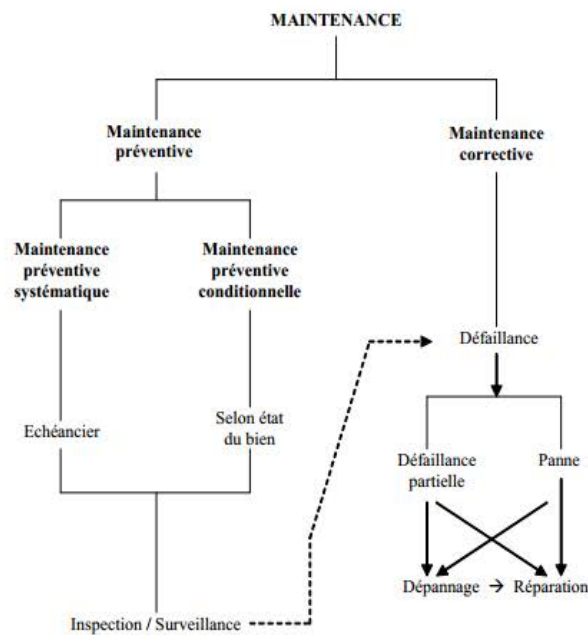 MAINTENANCE
Maintenance
préventive
Maintenance
corrective
Maintenance
préventive
systématique
Maintenance
préventive
conditionnelle
Défaillance
Echéancier
Selon état
du bien
Défaillance
partielle
Panne
Dépannage → Réparation
Inspection / Surveillance